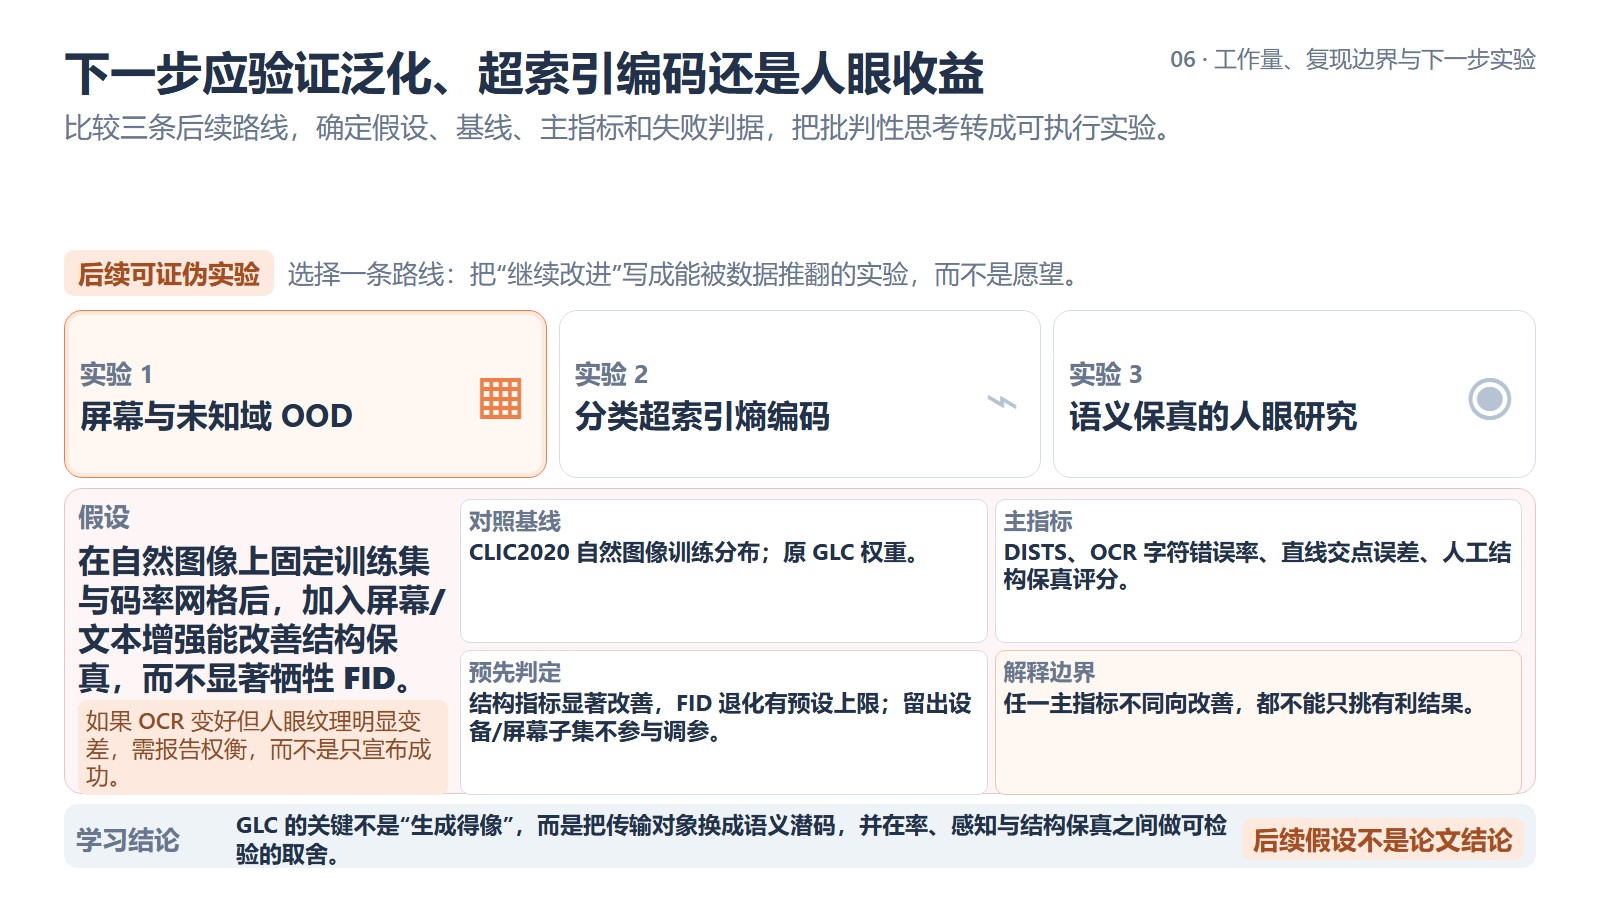 下一步应验证泛化、超索引编码还是人眼收益
06 · 工作量、复现边界与下一步实验
比较三条后续路线，确定假设、基线、主指标和失败判据，把批判性思考转成可执行实验。
后续可证伪实验
选择一条路线：把“继续改进”写成能被数据推翻的实验，而不是愿望。
实验 1
屏幕与未知域 OOD
实验 2
分类超索引熵编码
实验 3
语义保真的人眼研究
假设
在自然图像上固定训练集
与码率网格后，加入屏幕/
文本增强能改善结构保
真，而不显著牺牲 FID。
如果 OCR 变好但人眼纹理明显变
差，需报告权衡，而不是只宣布成
功。
对照基线
CLIC2020 自然图像训练分布；原 GLC 权重。
主指标
DISTS、OCR 字符错误率、直线交点误差、人工结
构保真评分。
预先判定
结构指标显著改善，FID 退化有预设上限；留出设
备/屏幕子集不参与调参。
解释边界
任一主指标不同向改善，都不能只挑有利结果。
学习结论
GLC 的关键不是“生成得像”，而是把传输对象换成语义潜码，并在率、感知与结构保真之间做可检
验的取舍。
后续假设不是论文结论